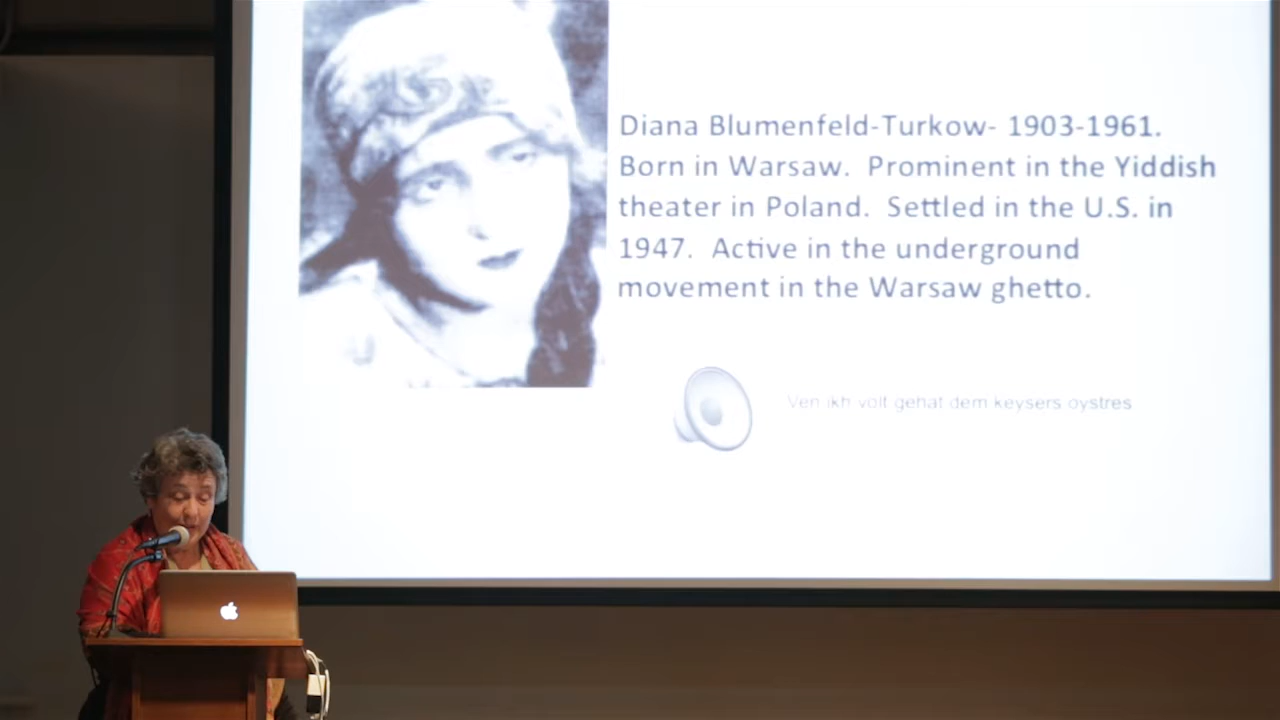 Diana Blumenfeld-Turkow- 1903-1961.
Born in Warsaw.  Prominent in the Yiddish
theater in Poland.  Settled in the U.S. in
1947.  Active in the underground
movement in the Warsaw ghetto.
Ven ikh volt gehat dem keysers oystres